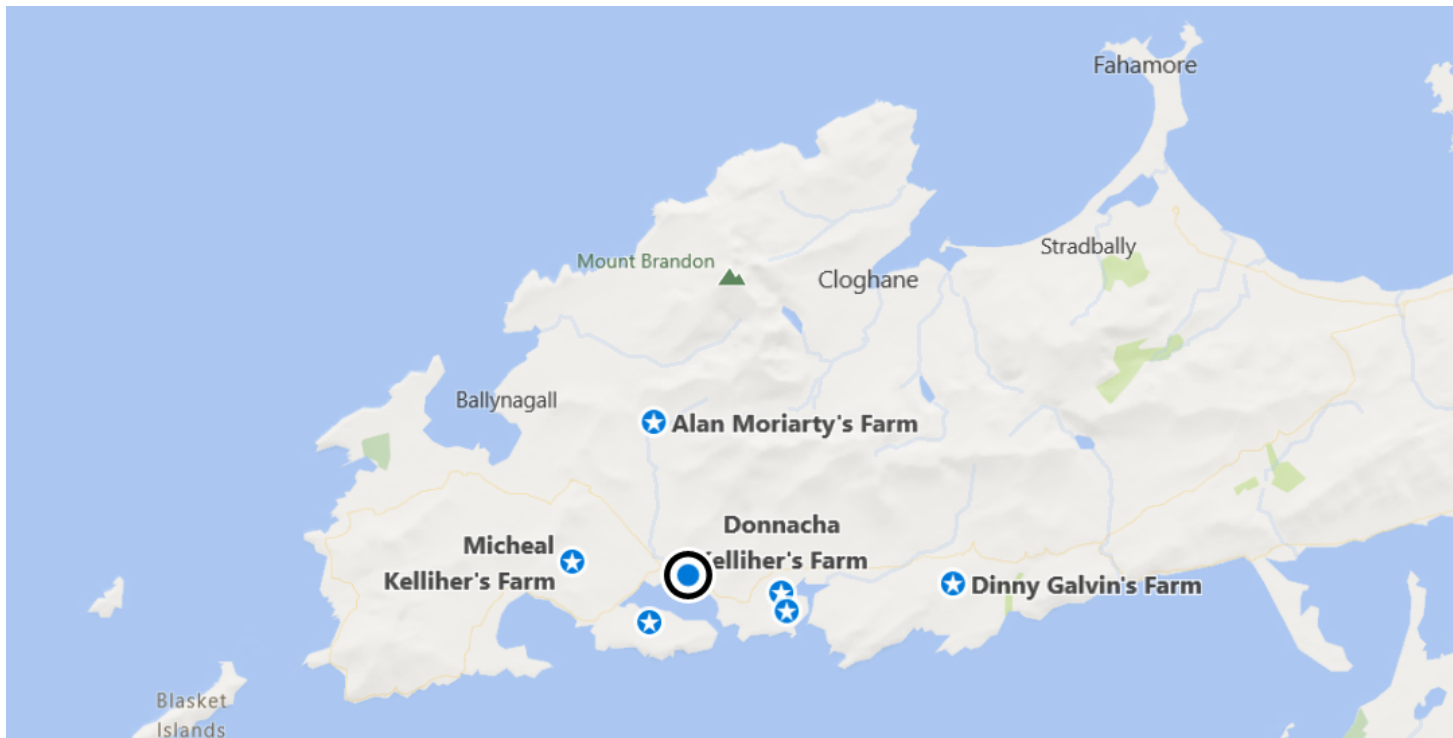 Fahamore
Stradbally
Mount Brandon
Cloghane
Ballynagall
Alan Moriarty's Farm
Donnacha
Kelliher's Farm
Micheal
Kelliher's Farm
Dinny Galvin's Farm
Blasket
Islands